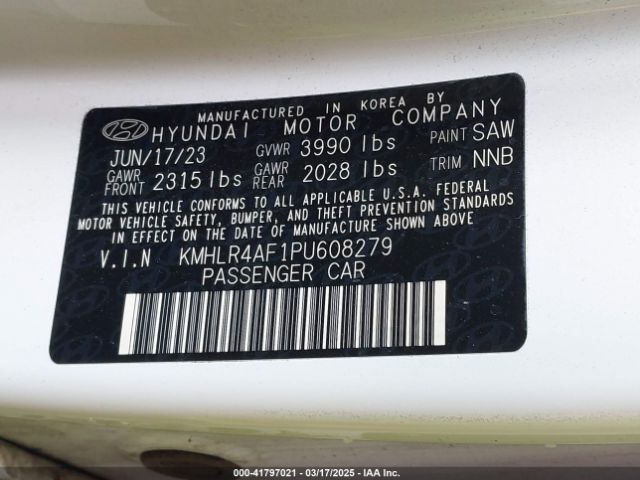 MANUFACTURED IN KOREA BY
HYUNDAI MOTOR COMPANY
JUN/17/23 GVWR 3990 lbs PAINT SAW
GAWR FRONT 2315 lbs GAWR REAR 2028 lbs TRIM NNB
THIS VEHICLE CONFORMS TO ALL APPLICABLE U.S.A. FEDERAL
MOTOR VEHICLE SAFETY, BUMPER, AND THEFT PREVENTION STANDARDS
IN EFFECT ON THE DATE OF MANUFACTURE SHOWN ABOVE.
V.I.N KMHLR4AF1PU608279
PASSENGER CAR
000-41797021 | 03/17/2025 | IAA Inc.